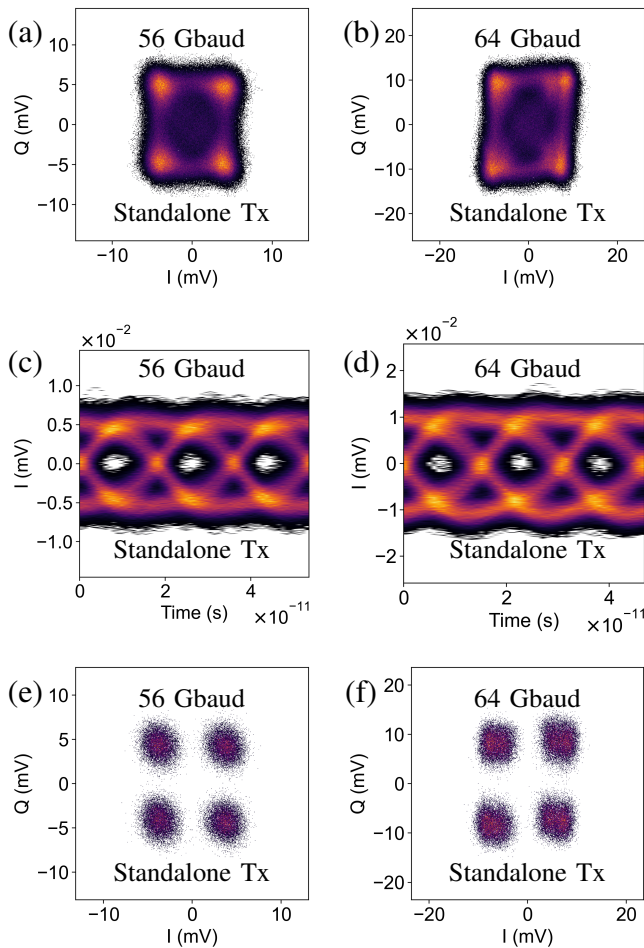 (a)
56 Gbaud
Q (mV)
10
5
0
−5
−10
Standalone Tx
−10 0 10
I (mV)
(b)
64 Gbaud
Q (mV)
20
10
0
−10
−20
Standalone Tx
−20 0 20
I (mV)
(c)
×10⁻²
56 Gbaud
I (mV)
1.0
0.5
0.0
−0.5
−1.0
Standalone Tx
0 2 4
Time (s) ×10⁻¹¹
(d)
×10⁻²
64 Gbaud
I (mV)
2
1
0
−1
−2
Standalone Tx
0 2 4
Time (s) ×10⁻¹¹
(e)
56 Gbaud
Q (mV)
10
5
0
−5
−10
Standalone Tx
−10 0 10
I (mV)
(f)
64 Gbaud
Q (mV)
20
10
0
−10
−20
Standalone Tx
−20 0 20
I (mV)